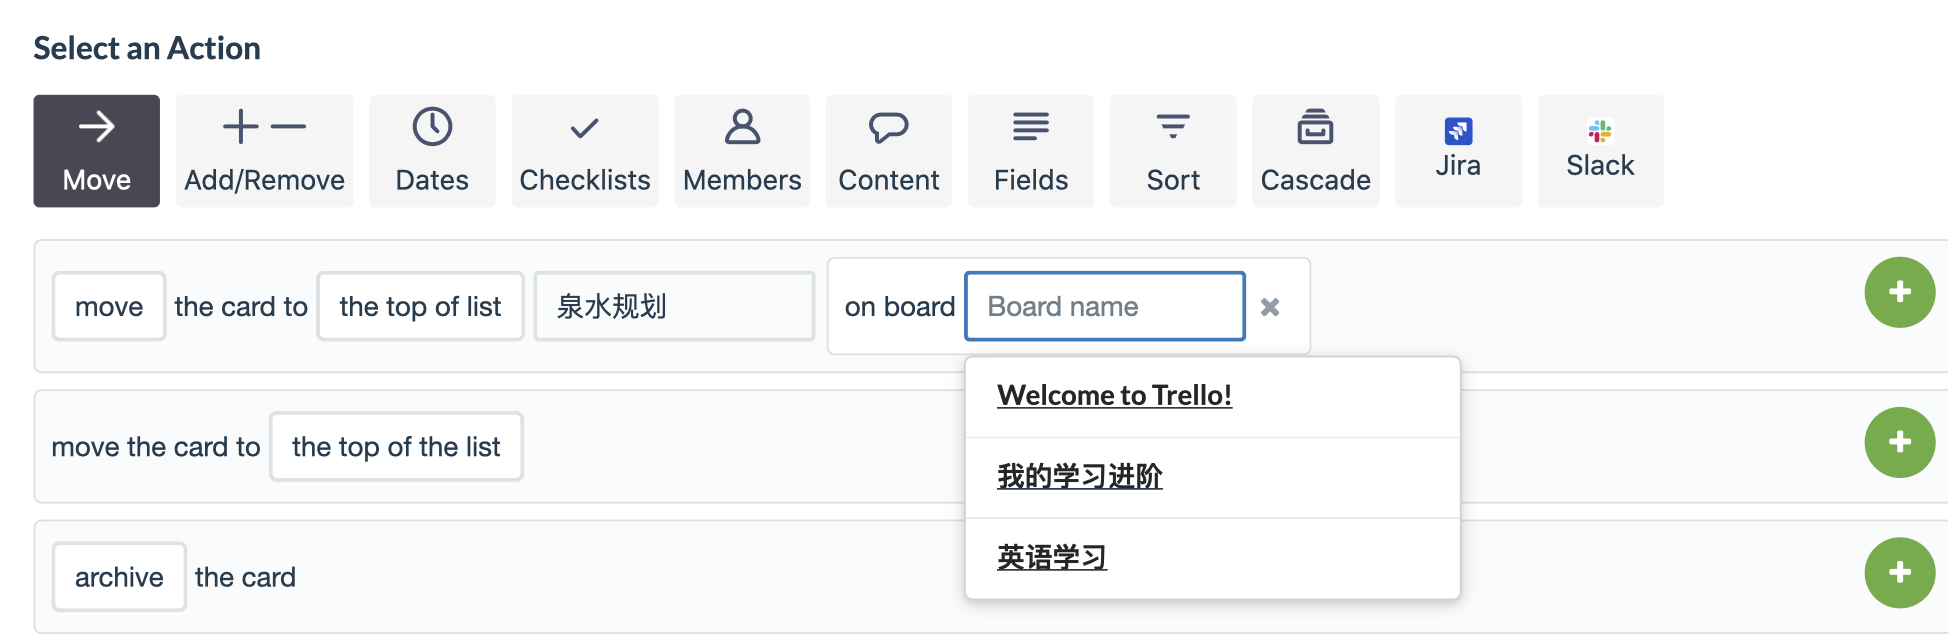 Select an Action
Move Add/Remove Dates Checklists Members Content Fields Sort Cascade Jira Slack
move the card to the top of list 泉水规划 on board Board name
Welcome to Trello!
move the card to the top of the list
我的学习进阶
英语学习
archive the card